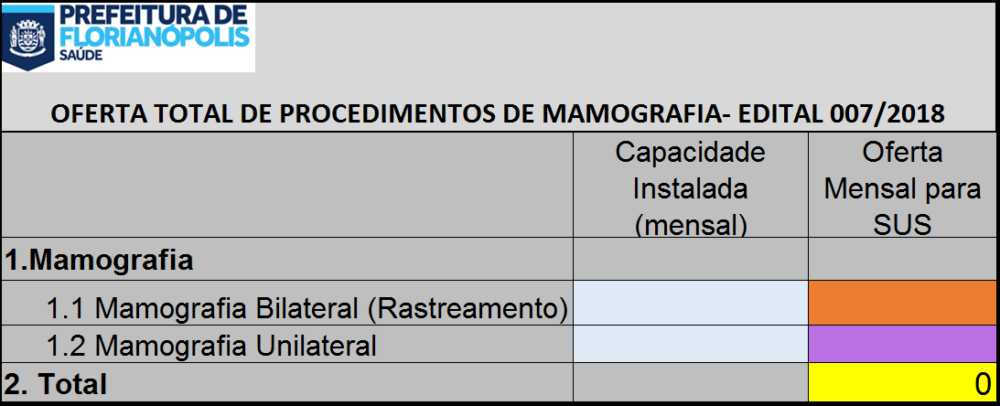 PREFEITURA DE
FLORIANÓPOLIS
SAÚDE
OFERTA TOTAL DE PROCEDIMENTOS DE MAMOGRAFIA- EDITAL 007/2018
Capacidade
Instalada
(mensal)
Oferta
Mensal para
SUS
1.Mamografia
1.1 Mamografia Bilateral (Rastreamento)
1.2 Mamografia Unilateral
2. Total 0